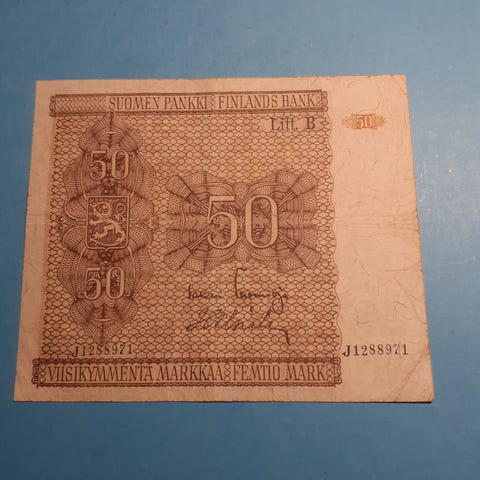 SUOMEN PANKKI FINLANDS BANK
Litt. B
50
50
50
50
J1288971
J1288971
VIISIKYMMENTÄ MARKKAA FEMTIO MARK